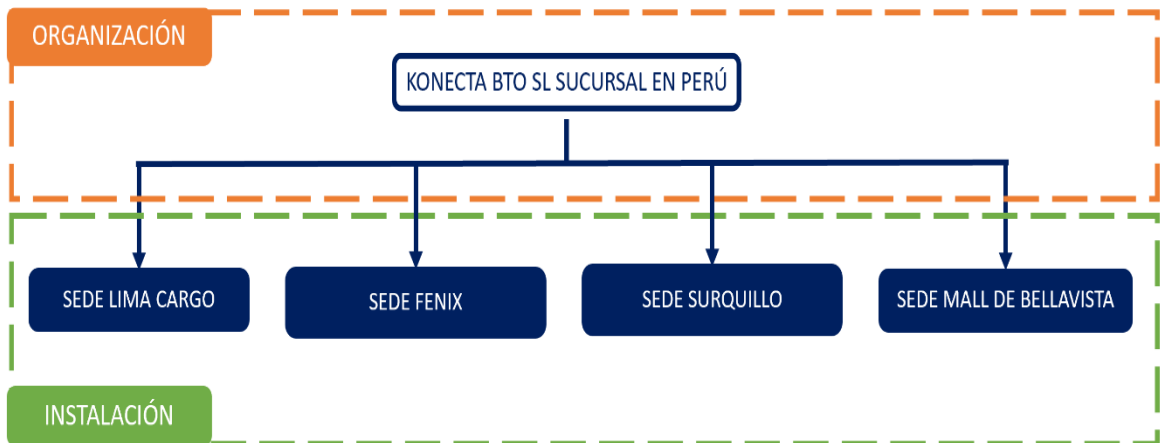 ORGANIZACIÓN
KONECTA BTO SL SUCURSAL EN PERÚ
SEDE LIMA CARGO
SEDE FENIX
SEDE SURQUILLO
SEDE MALL DE BELLAVISTA
INSTALACIÓN